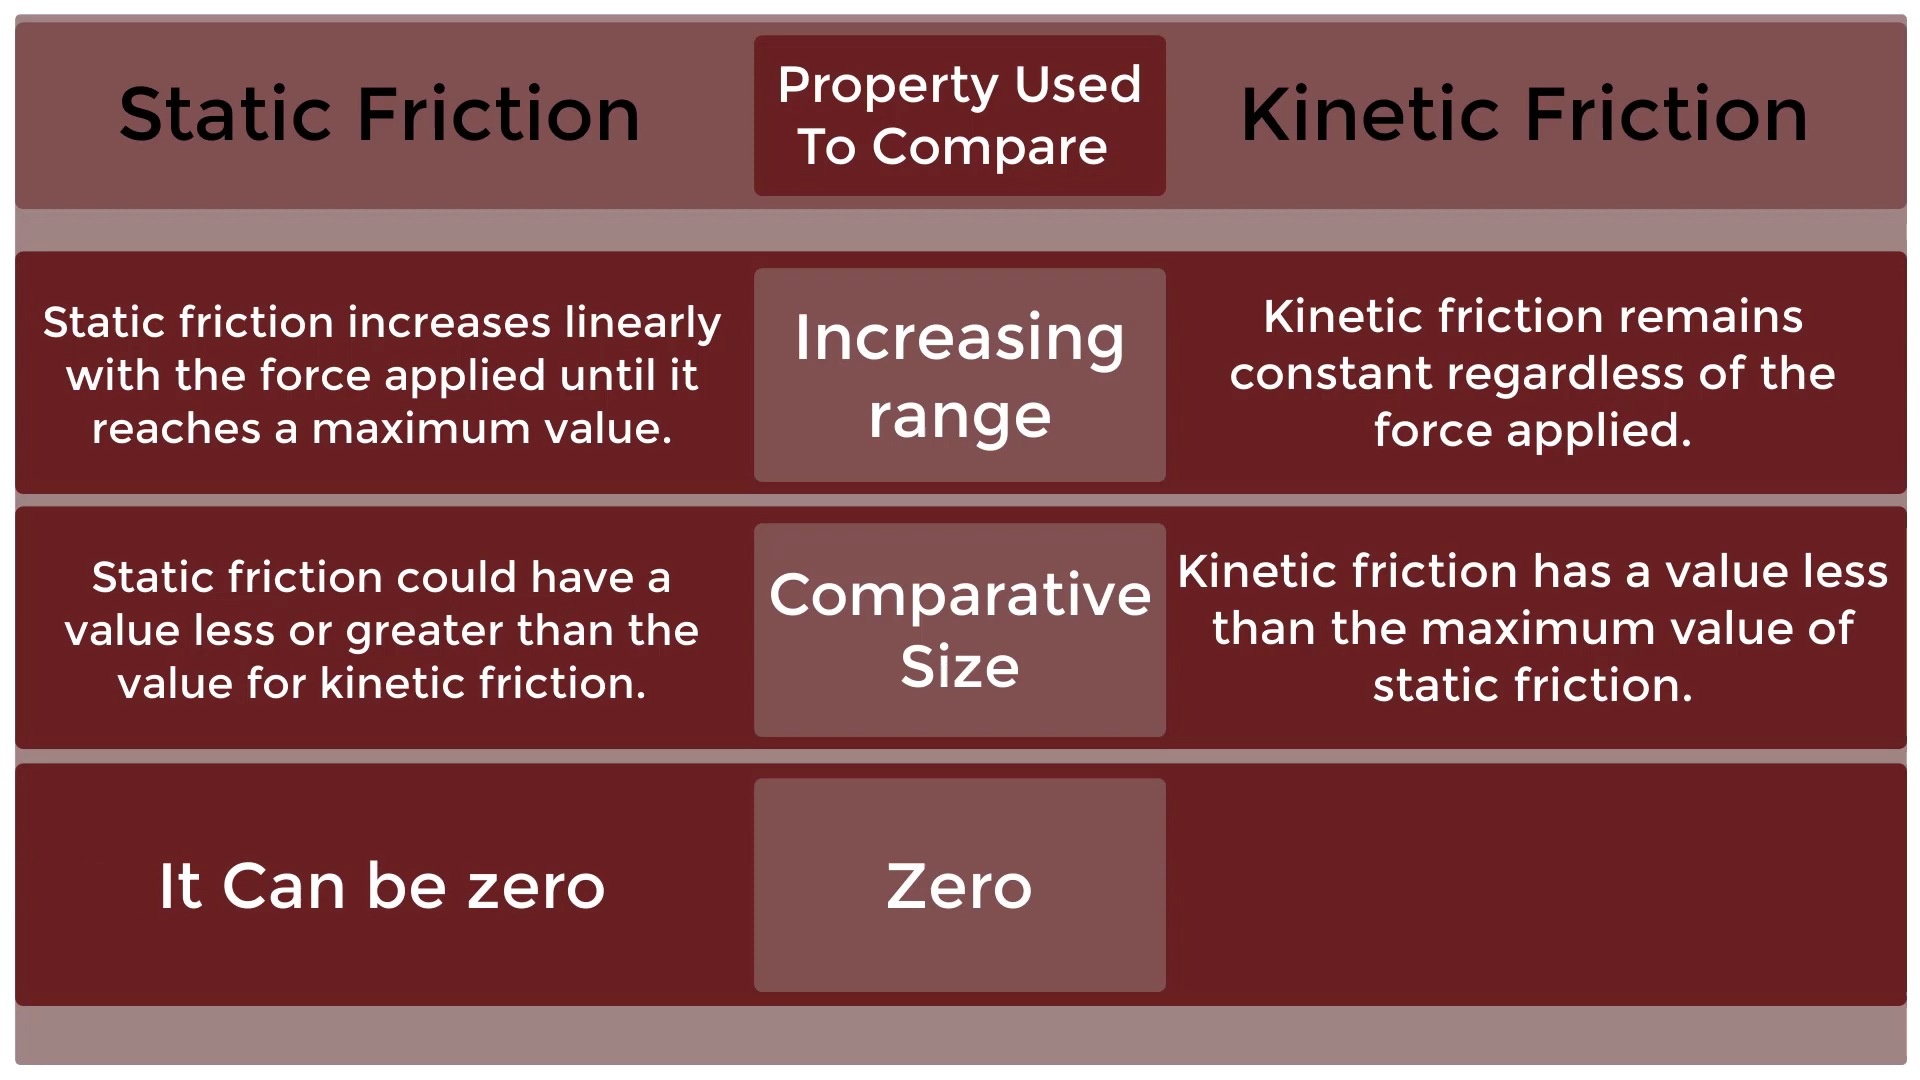 Static Friction
Property Used
To Compare
Kinetic Friction
Static friction increases linearly
with the force applied until it
reaches a maximum value.
Increasing
range
Kinetic friction remains
constant regardless of the
force applied.
Static friction could have a
value less or greater than the
value for kinetic friction.
Comparative
Size
Kinetic friction has a value less
than the maximum value of
static friction.
It Can be zero
Zero